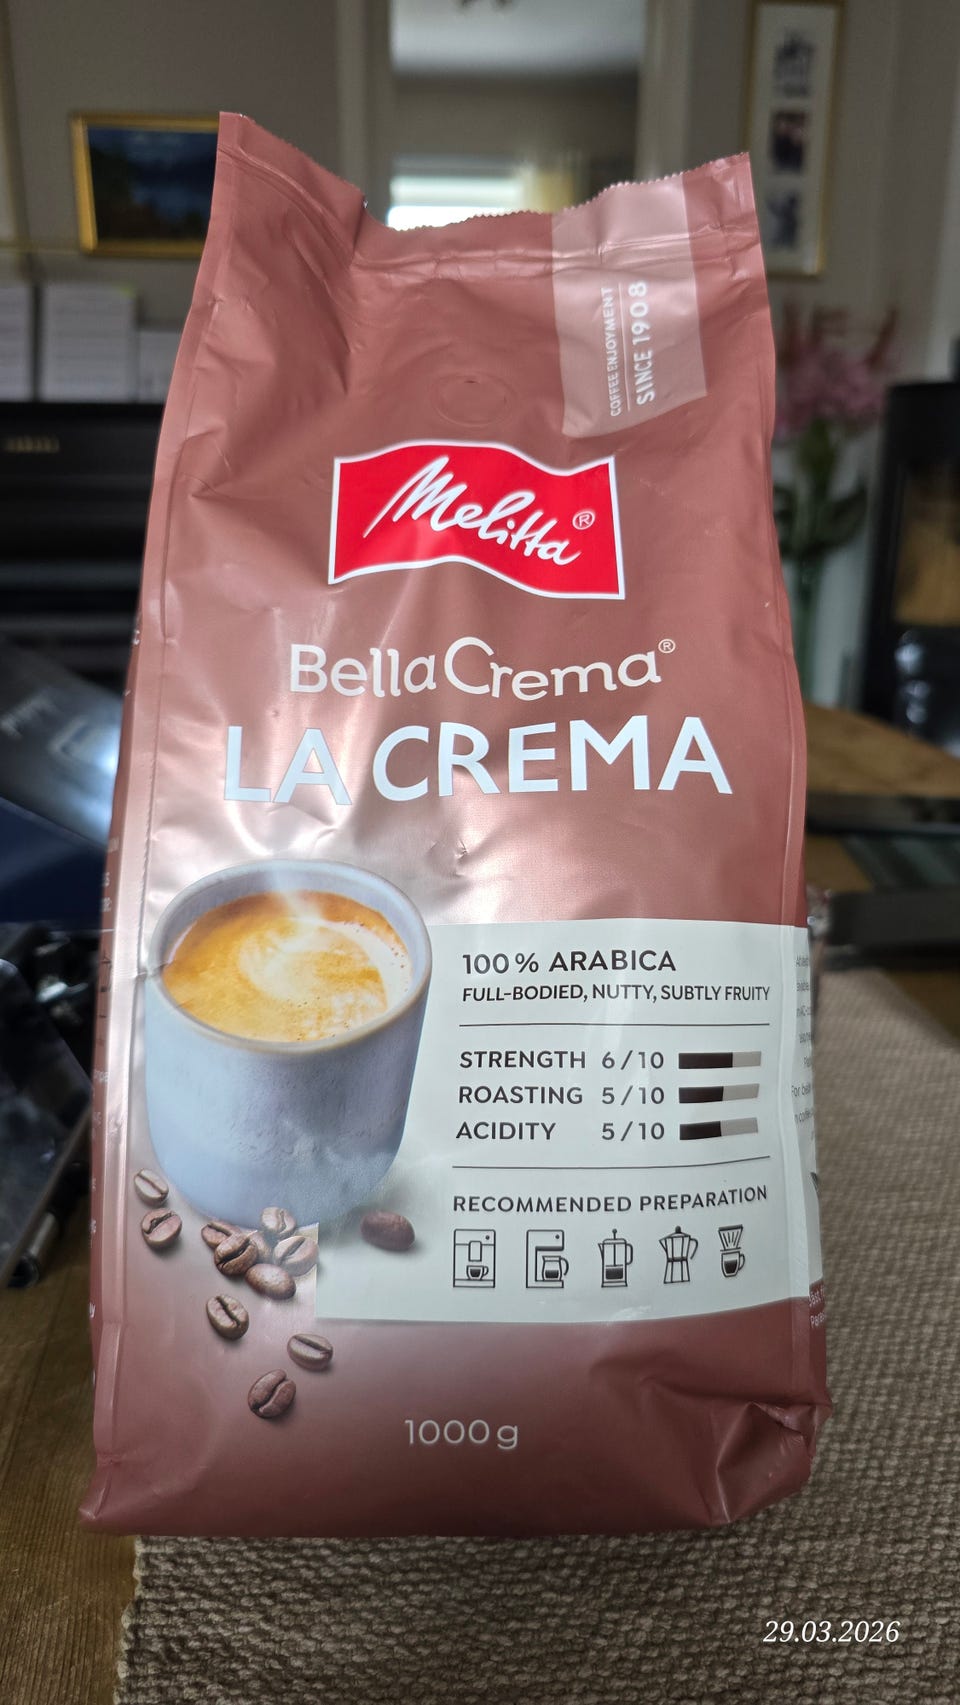 COFFEE ENJOYMENT
SINCE 1908
Melitta®
BellaCrema®
LA CREMA
100% ARABICA
FULL-BODIED, NUTTY, SUBTLY FRUITY
STRENGTH 6/10
ROASTING 5/10
ACIDITY 5/10
RECOMMENDED PREPARATION
1000 g
29.03.2026